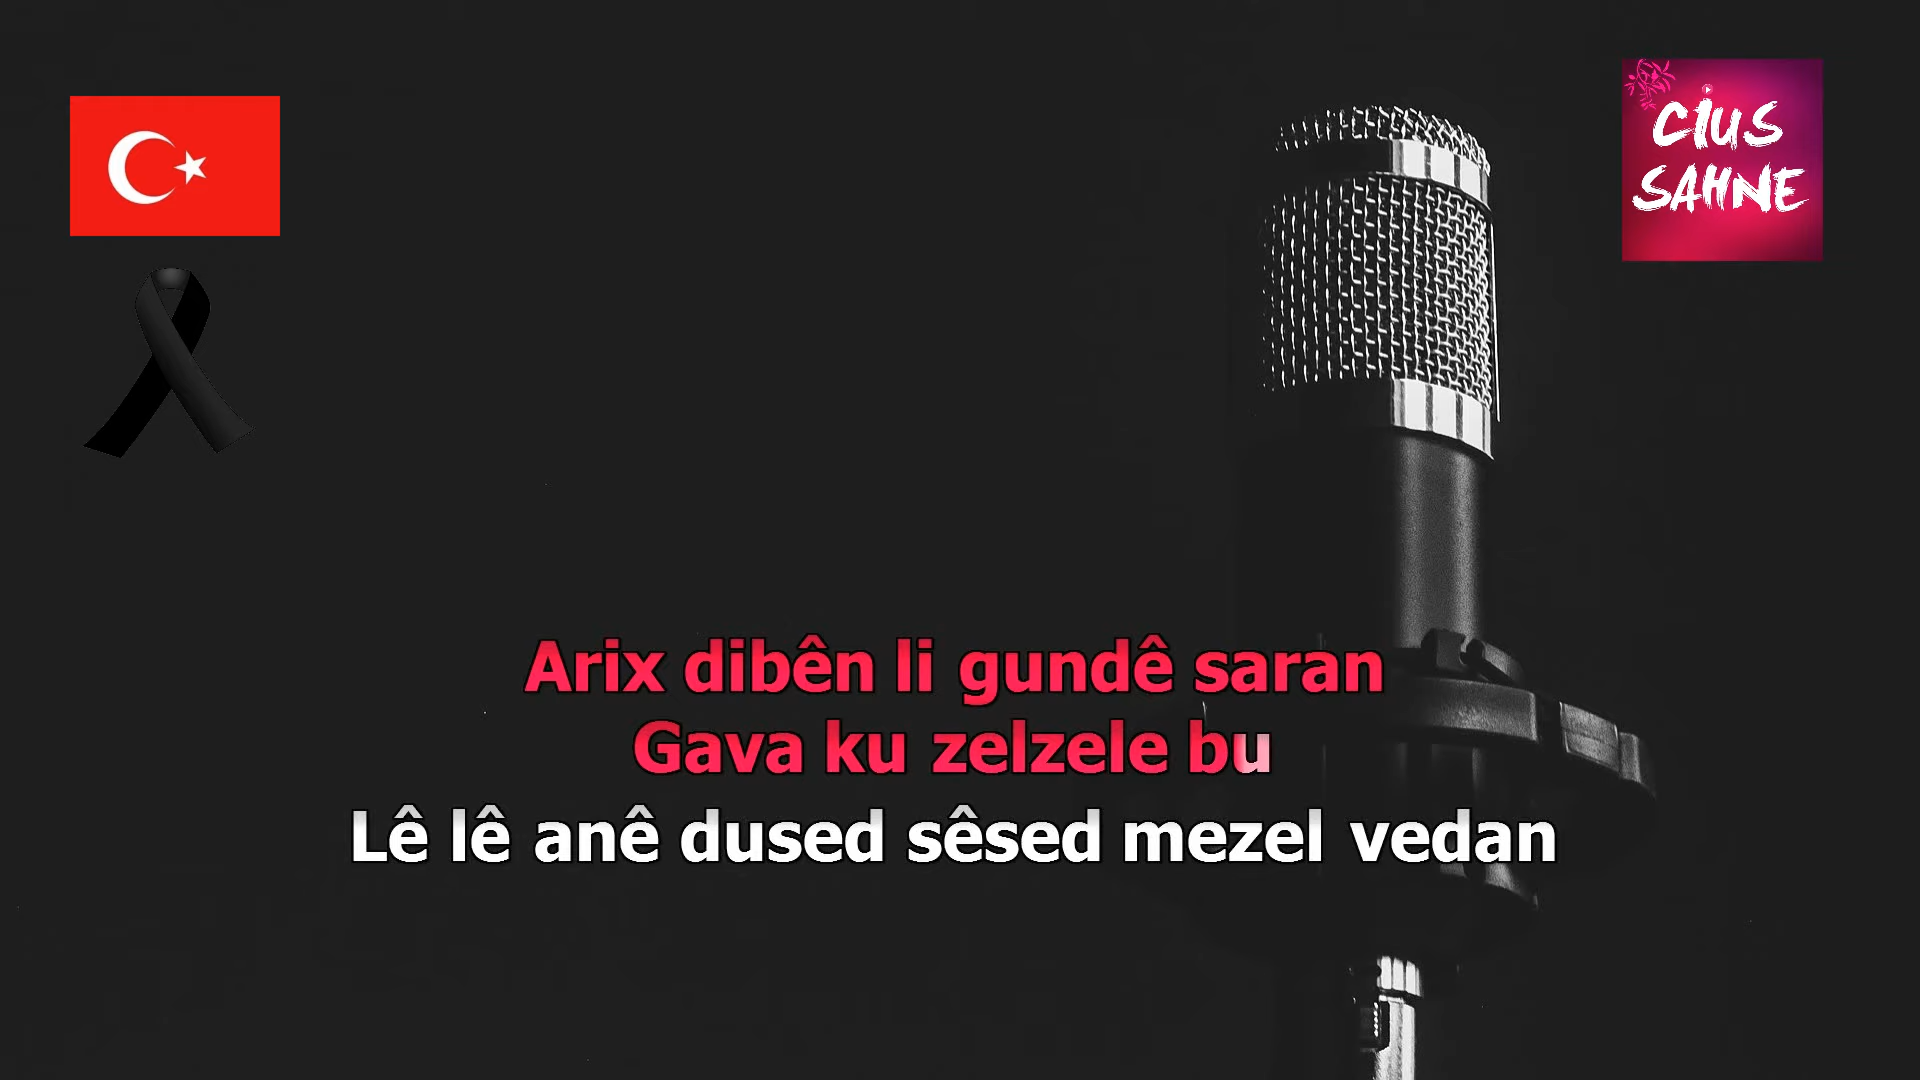 CIUS
SAHNE
Arix dibên li gundê saran
Gava ku zelzele bu
Lê lê anê dused sêsed mezel vedan